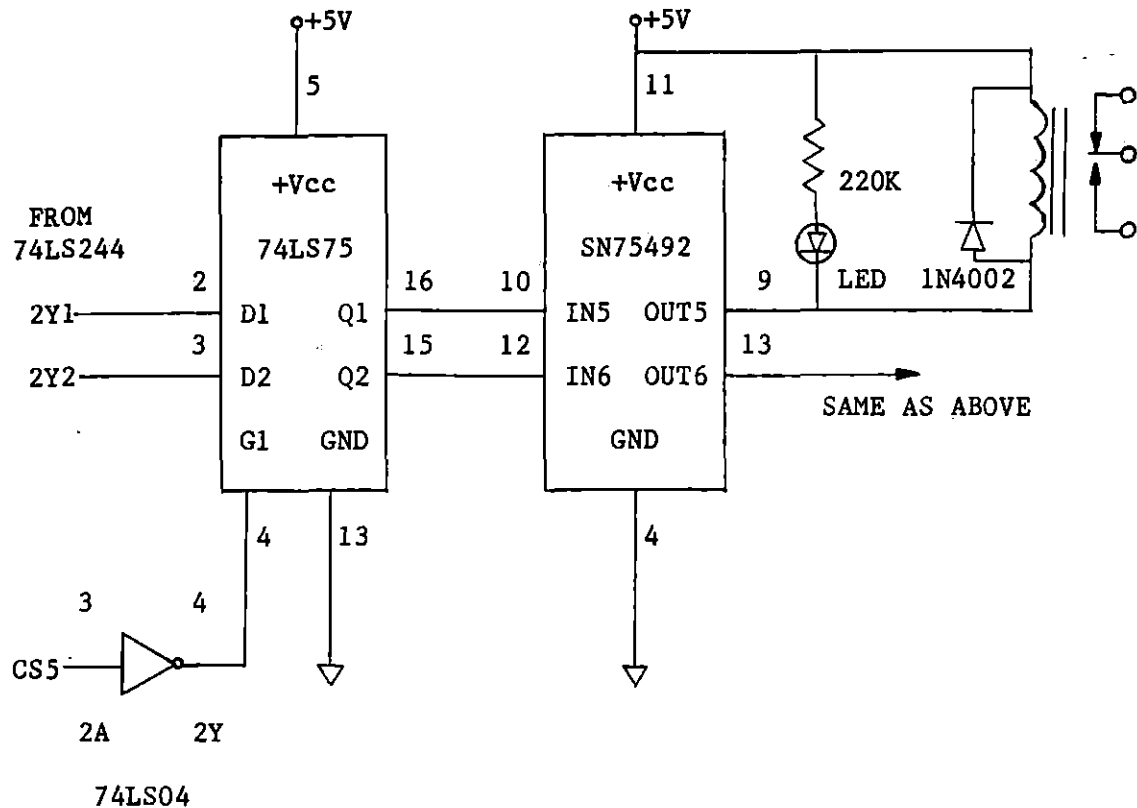 +5V
+5V
5
11
+Vcc
+Vcc
220K
FROM
74LS244
74LS75
SN75492
2
16
10
9
LED
1N4002
2Y1
D1
Q1
IN5
OUT5
3
15
12
13
2Y2
D2
Q2
IN6
OUT6
SAME AS ABOVE
G1
GND
GND
4
13
4
3
4
CS5
2A
2Y
74LS04